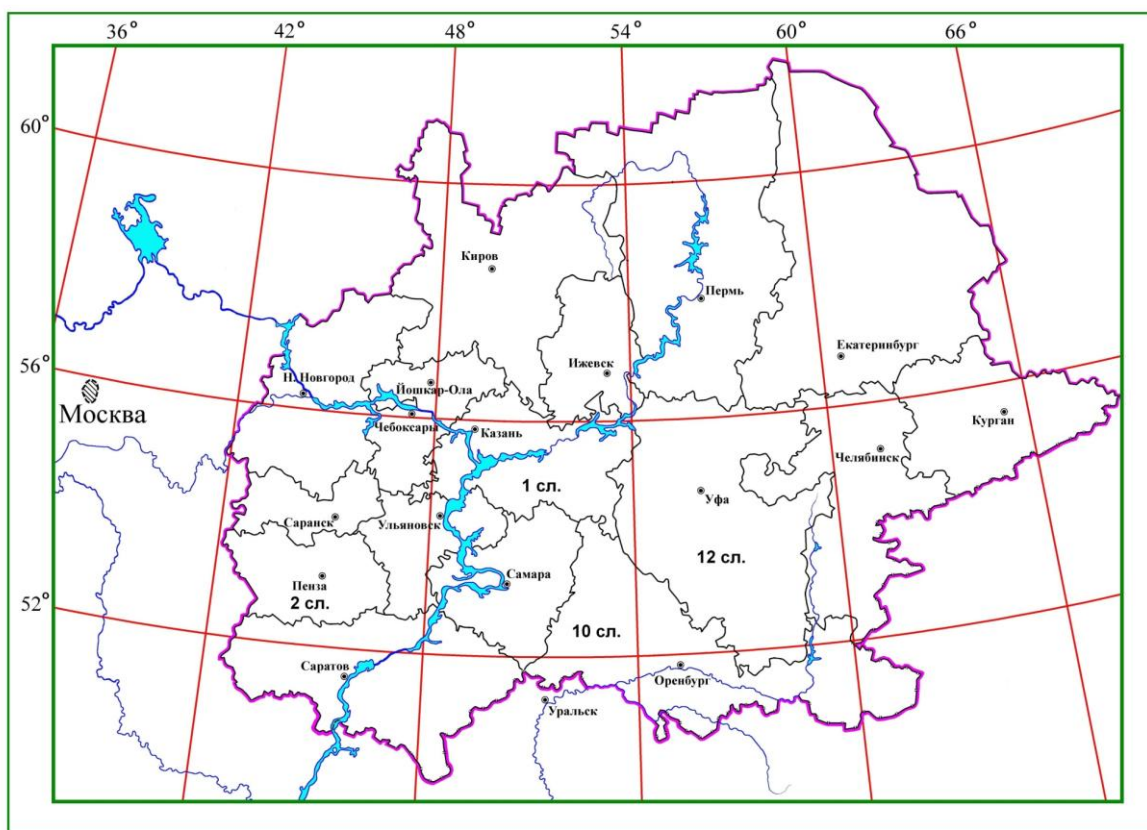 36°
42°
48°
54°
60°
66°
60°
Киров
Пермь
56°
Москва
Н. Новгород
Йошкар-Ола
Ижевск
Екатеринбург
Чебоксары
Казань
Курган
Челябинск
1 сл.
Уфа
Саранск
Ульяновск
12 сл.
Пенза
2 сл.
Самара
52°
10 сл.
Саратов
Оренбург
Уральск